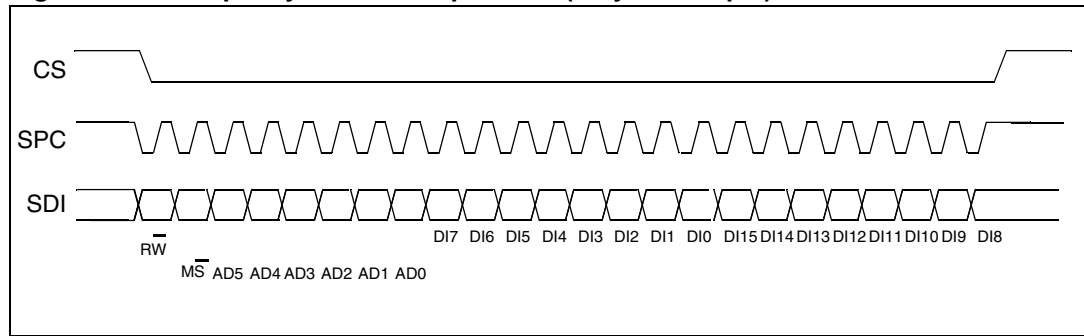 CS
SPC
SDI
DI7 DI6 DI5 DI4 DI3 DI2 DI1 DI0 DI15 DI14 DI13 DI12 DI11 DI10 DI9 DI8
RW̅
MS̅ AD5 AD4 AD3 AD2 AD1 AD0